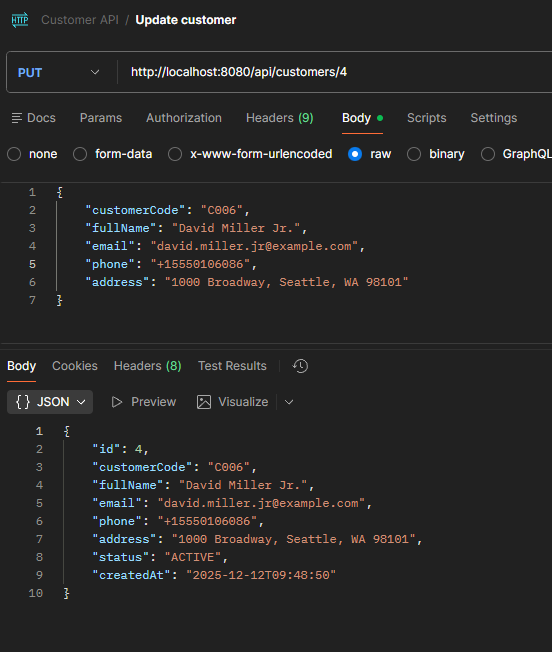 HTTP Customer API / Update customer
PUT http://localhost:8080/api/customers/4
Docs Params Authorization Headers (9) Body Scripts Settings
none form-data x-www-form-urlencoded raw binary GraphQL
1 {
2 "customerCode": "C006",
3 "fullName": "David Miller Jr.",
4 "email": "david.miller.jr@example.com",
5 "phone": "+15550106086",
6 "address": "1000 Broadway, Seattle, WA 98101"
7 }
Body Cookies Headers (8) Test Results
{} JSON Preview Visualize
1 {
2 "id": 4,
3 "customerCode": "C006",
4 "fullName": "David Miller Jr.",
5 "email": "david.miller.jr@example.com",
6 "phone": "+15550106086",
7 "address": "1000 Broadway, Seattle, WA 98101",
8 "status": "ACTIVE",
9 "createdAt": "2025-12-12T09:48:50"
10 }